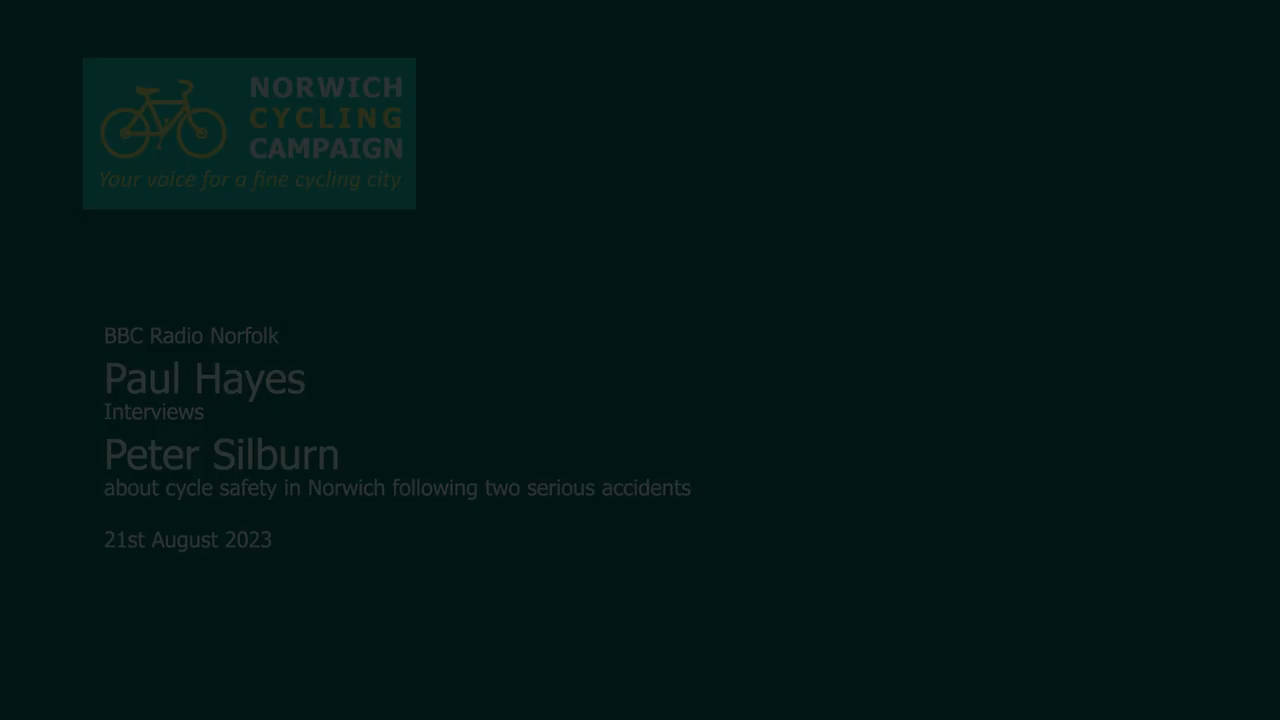 NORWICH
CYCLING
CAMPAIGN
Your voice for a fine cycling city
BBC Radio Norfolk
Paul Hayes
Interviews
Peter Silburn
about cycle safety in Norwich following two serious accidents
21st August 2023